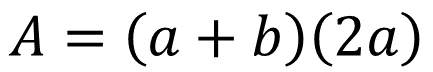 A = (a + b)(2a)